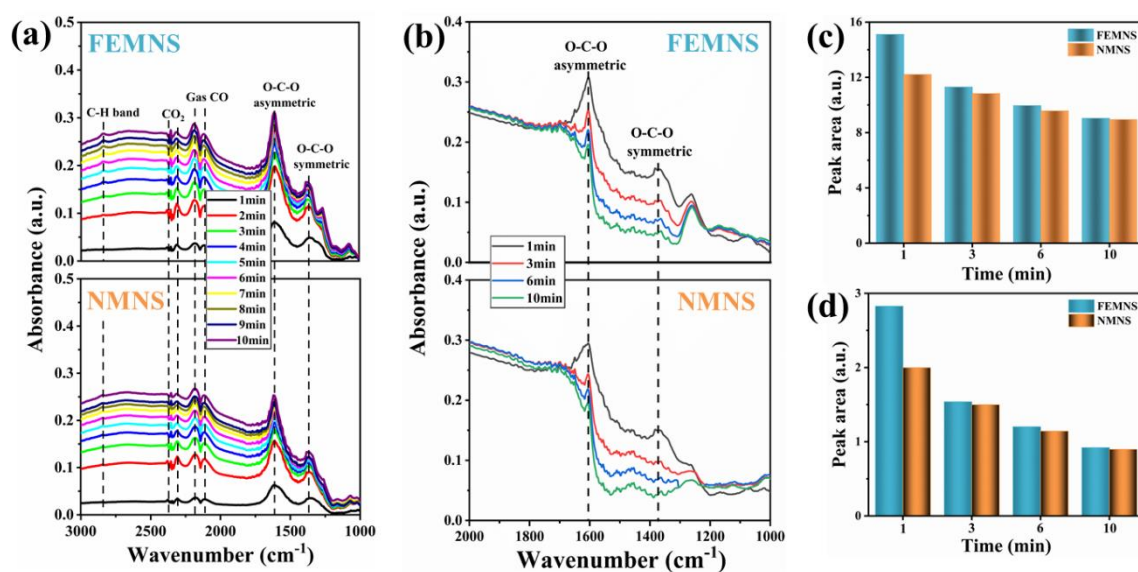 (a)
FEMNS
O-C-O
asymmetric
Gas CO
C-H band
CO₂
O-C-O
symmetric
1min
2min
3min
4min
5min
6min
7min
8min
9min
10min
NMNS
0.5
0.4
0.3
0.2
0.1
0.0
0.5
0.4
0.3
0.2
0.1
0.0
Absorbance (a.u.)
3000 2500 2000 1500 1000
Wavenumber (cm⁻¹)
(b)
O-C-O
asymmetric
FEMNS
O-C-O
symmetric
1min
3min
6min
10min
NMNS
0.4
0.3
0.2
0.1
0.0
0.4
0.3
0.2
0.1
0.0
Absorbance (a.u.)
2000 1800 1600 1400 1200 1000
Wavenumber (cm⁻¹)
(c)
FEMNS
NMNS
16
12
8
4
0
Peak area (a.u.)
1 3 6 10
Time (min)
(d)
FEMNS
NMNS
3
2
1
0
Peak area (a.u.)
1 3 6 10
Time (min)